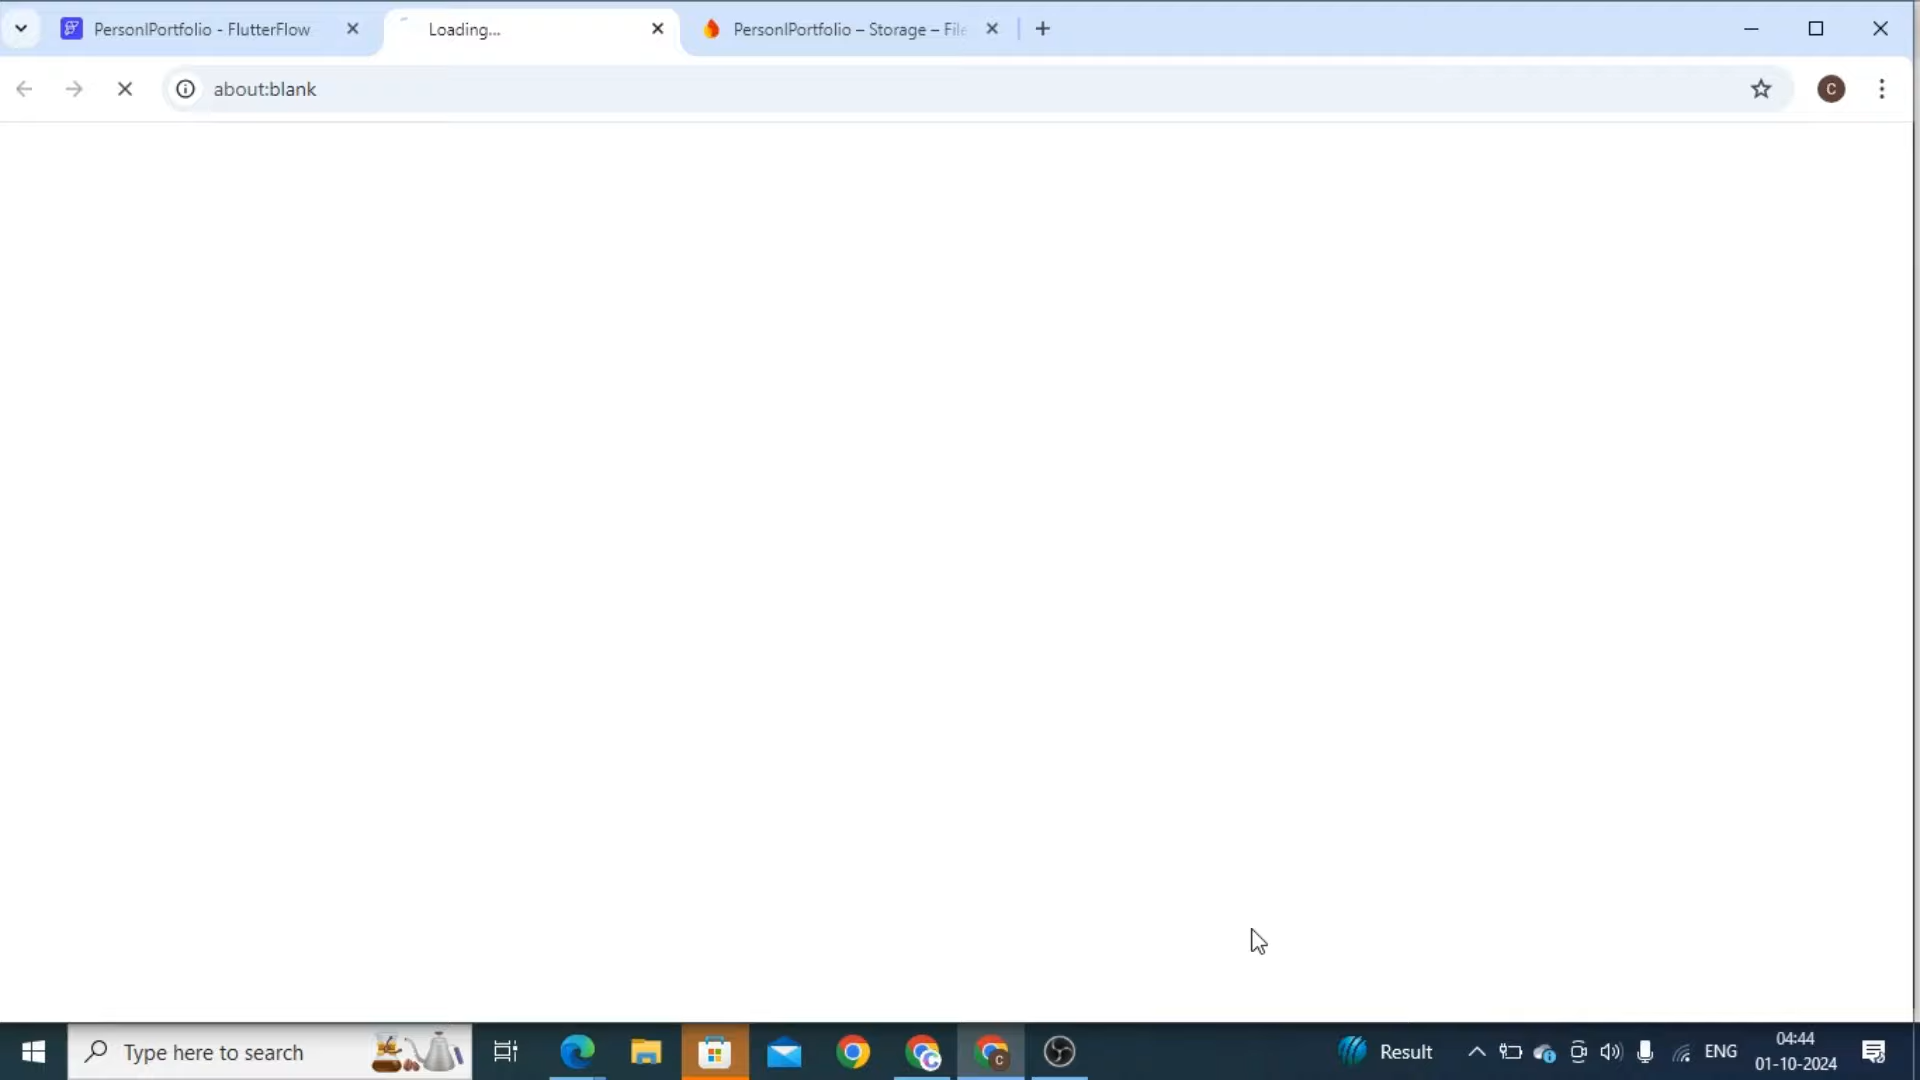 PersonlPortfolio - FlutterFlow
Loading...
PersonlPortfolio – Storage – File
about:blank
C
Type here to search
Result
ENG
04:44
01-10-2024